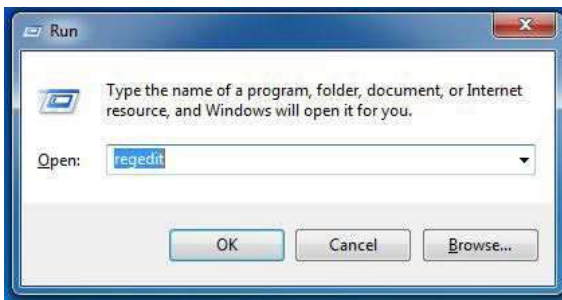 Run
Type the name of a program, folder, document, or Internet
resource, and Windows will open it for you.
Open: regedit
OK Cancel Browse...